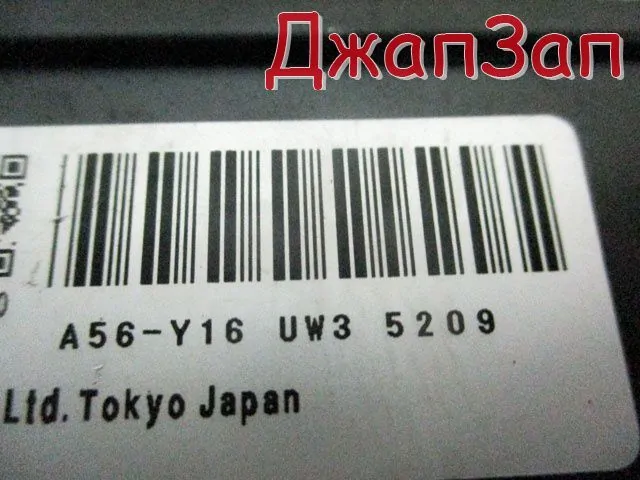 ДжапЗап
A56-Y16 UW3 5209
Ltd. Tokyo Japan